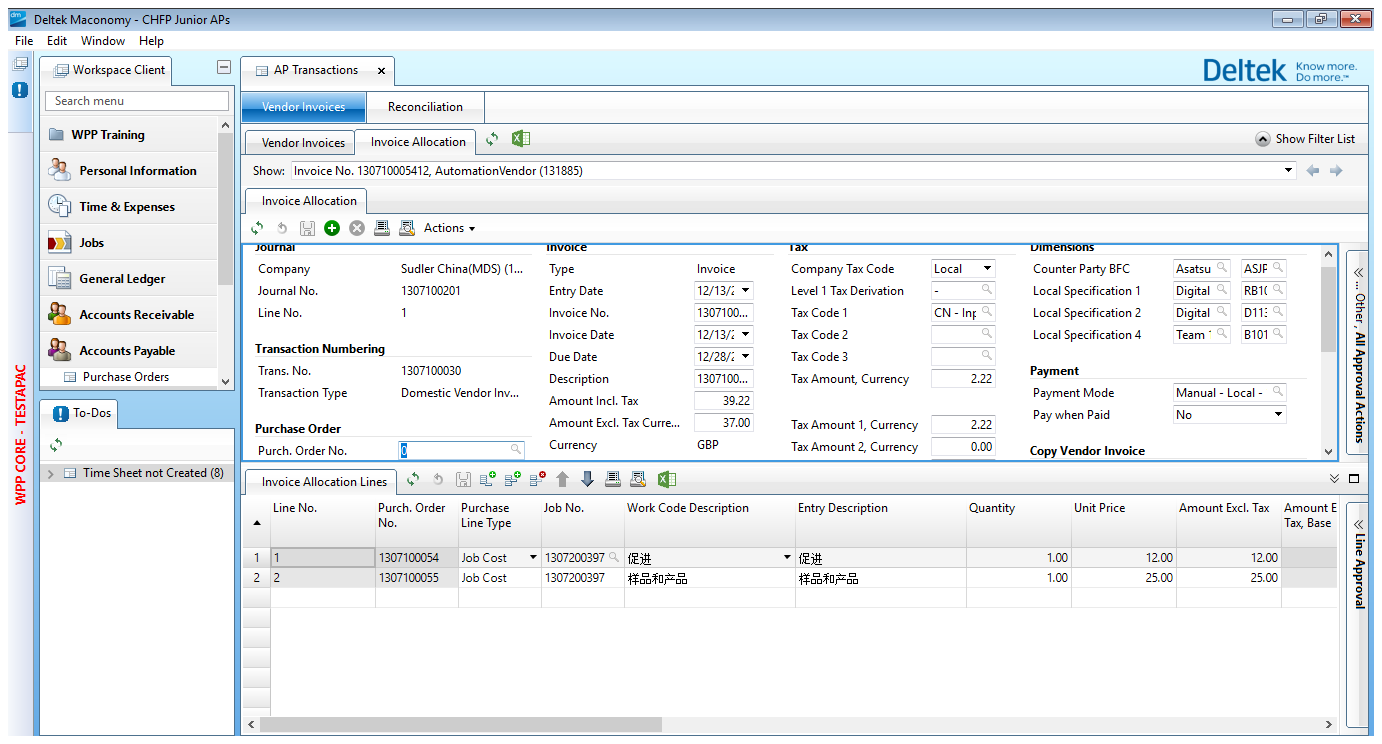 Deltek Maconomy - CHFP Junior APs
File Edit Window Help
Workspace Client
Search menu
WPP Training
Personal Information
Time & Expenses
Jobs
General Ledger
Accounts Receivable
Accounts Payable
Purchase Orders
To-Dos
Time Sheet not Created (8)
WPP CORE - TESTAPAC
AP Transactions
Deltek Know more. Do more.™
Vendor Invoices Reconciliation
Vendor Invoices Invoice Allocation
Show Filter List
Show: Invoice No. 130710005412, AutomationVendor (131885)
Invoice Allocation
Actions
Journal Invoice Tax Dimensions
Company Sudler China(MDS) (1... Type Invoice Company Tax Code Local Counter Party BFC Asatsu ASJF
Journal No. 1307100201 Entry Date 12/13/2 Level 1 Tax Derivation - Local Specification 1 Digital RB10
Line No. 1 Invoice No. 1307100... Tax Code 1 CN - Inp Local Specification 2 Digital D113
Invoice Date 12/13/2 Tax Code 2 Local Specification 4 Team B101
Transaction Numbering Due Date 12/28/2 Tax Code 3
Trans. No. 1307100030 Description 1307100... Tax Amount, Currency 2.22 Payment
Transaction Type Domestic Vendor Inv... Amount Incl. Tax 39.22 Payment Mode Manual - Local -
Purchase Order Amount Excl. Tax Curre... 37.00 Tax Amount 1, Currency 2.22 Pay when Paid No
Purch. Order No. 0 Currency GBP Tax Amount 2, Currency 0.00 Copy Vendor Invoice
... Other, All Approval Actions
Invoice Allocation Lines
Line No. Purch. Order No. Purchase Line Type Job No. Work Code Description Entry Description Quantity Unit Price Amount Excl. Tax Amount E Tax, Base
1 1 1307100054 Job Cost 1307200397 促进 促进 1.00 12.00 12.00
2 2 1307100055 Job Cost 1307200397 样品和产品 样品和产品 1.00 25.00 25.00
Line Approval